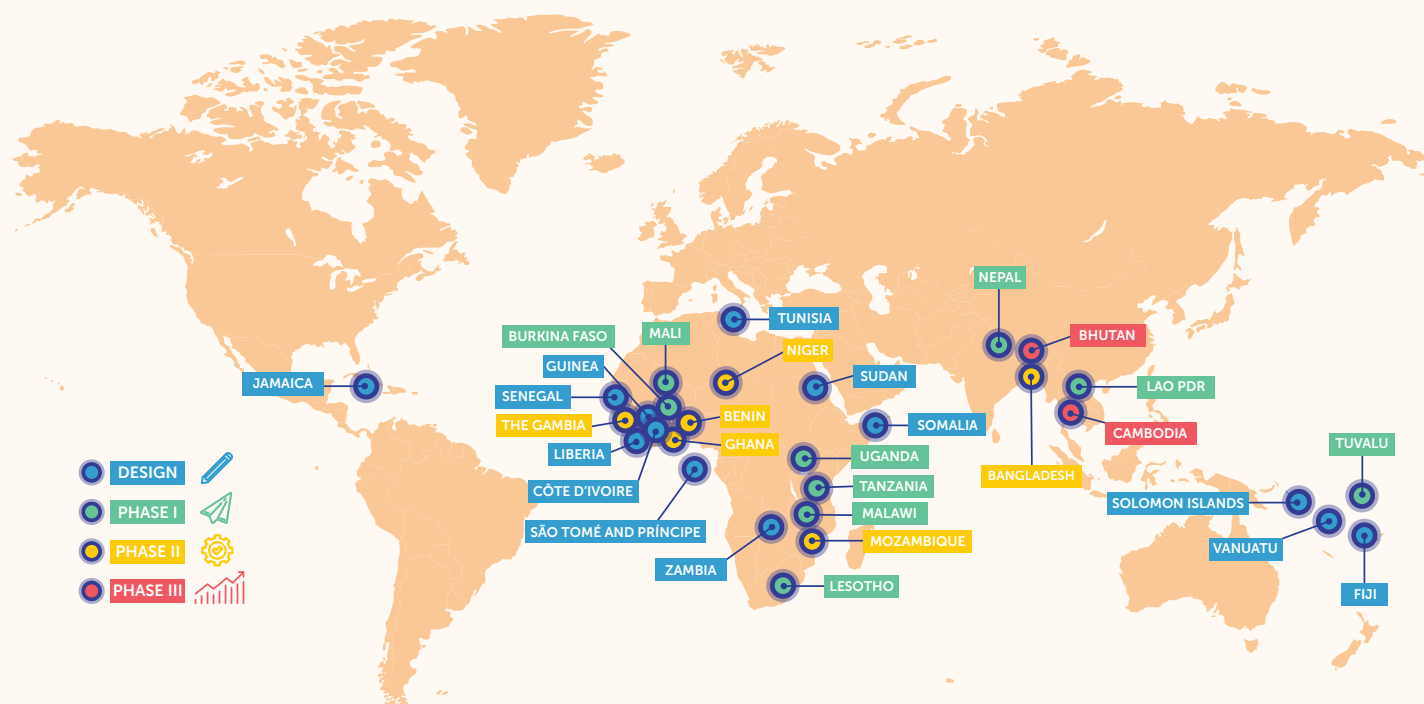 NEPAL
TUNISIA
BHUTAN
BURKINA FASO
MALI
NIGER
GUINEA
SUDAN
JAMAICA
LAO PDR
SENEGAL
BENIN
THE GAMBIA
SOMALIA
CAMBODIA
GHANA
TUVALU
LIBERIA
UGANDA
DESIGN
BANGLADESH
CÔTE D'IVOIRE
TANZANIA
SOLOMON ISLANDS
PHASE I
MALAWI
SÃO TOMÉ AND PRÍNCIPE
MOZAMBIQUE
VANUATU
PHASE II
ZAMBIA
LESOTHO
PHASE III
FIJI